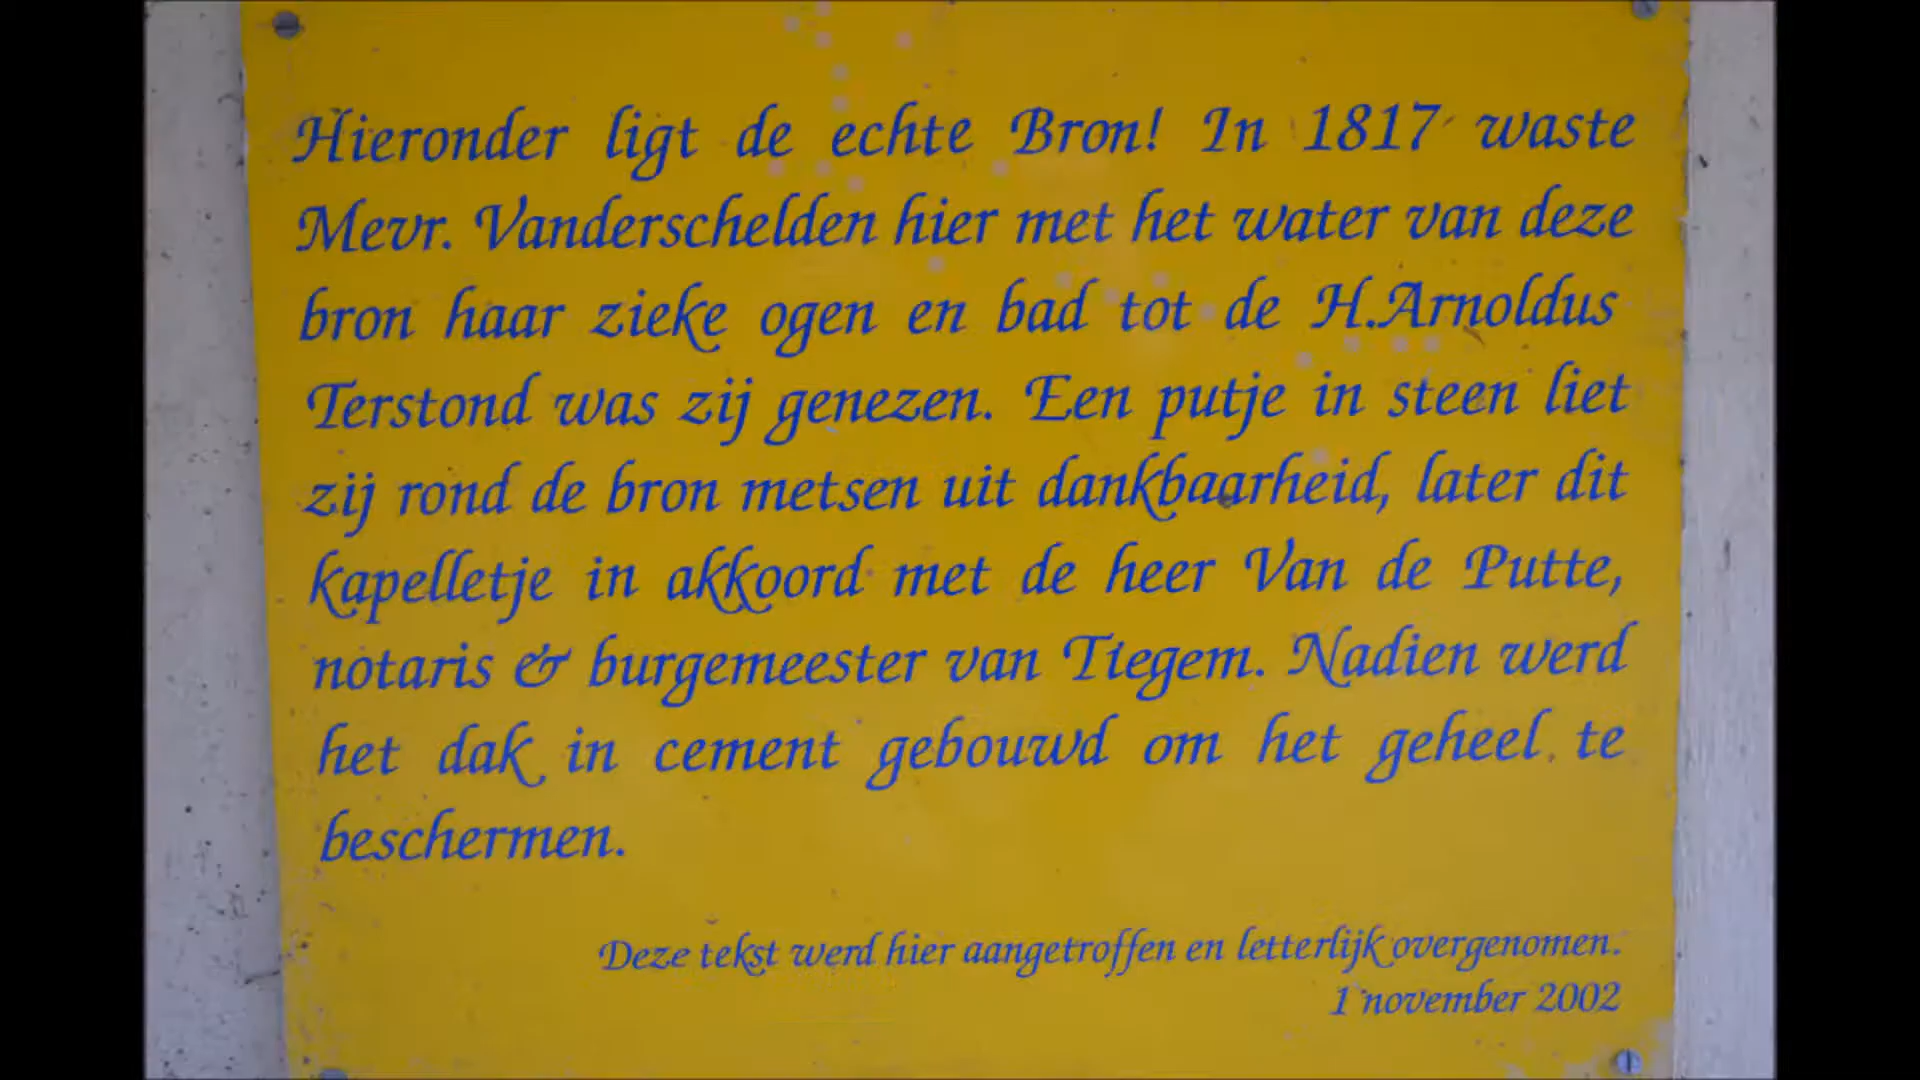 Hieronder ligt de echte Bron! In 1817 waste
Mevr. Vanderschelden hier met het water van deze
bron haar zieke ogen en bad tot de H.Arnoldus
Terstond was zij genezen. Een putje in steen liet
zij rond de bron metsen uit dankbaarheid, later dit
kapelletje in akkoord met de heer Van de Putte,
notaris & burgemeester van Tiegem. Nadien werd
het dak in cement gebouwd om het geheel te
beschermen.
Deze tekst werd hier aangetroffen en letterlijk overgenomen.
1 november 2002